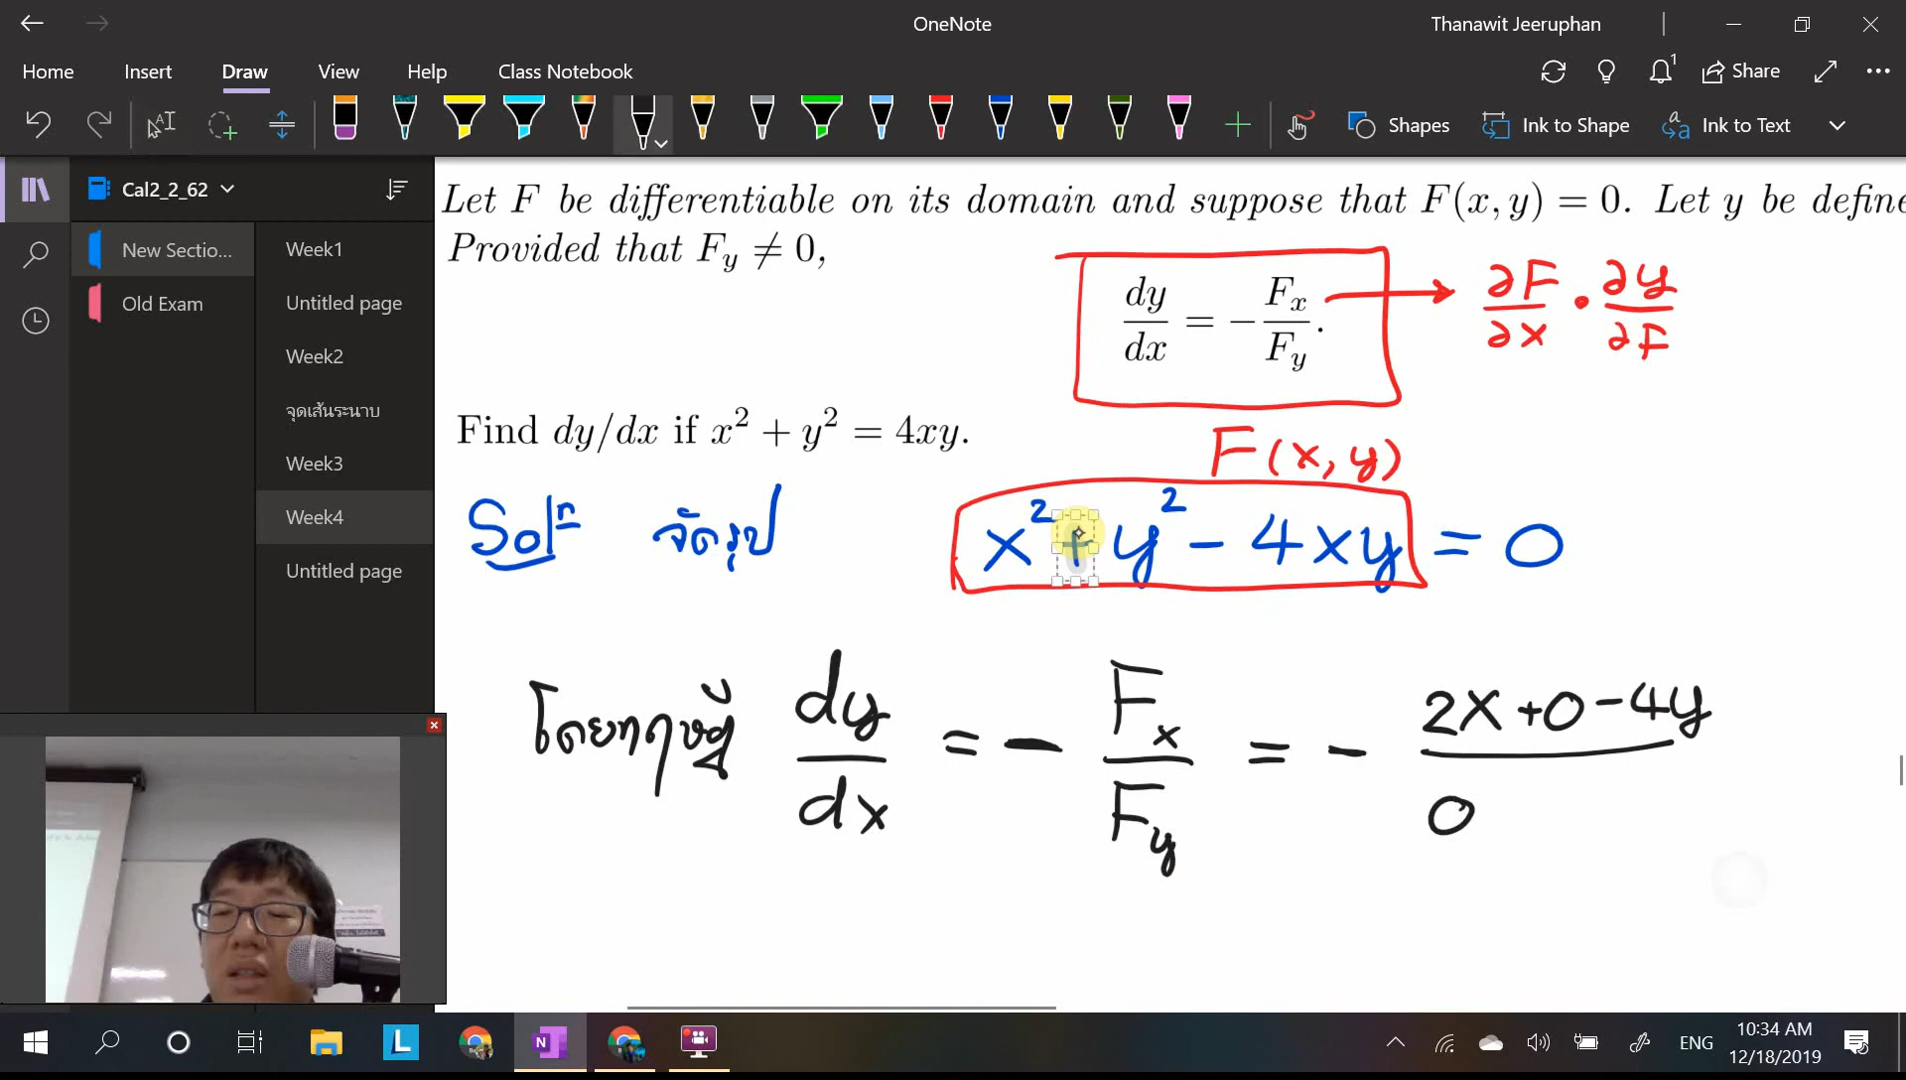 OneNote
Thanawit Jeeruphan
Home Insert Draw View Help Class Notebook
Share
Shapes Ink to Shape Ink to Text
Cal2_2_62
New Sectio...
Old Exam
Week1
Untitled page
Week2
จุดเส้นระนาบ
Week3
Week4
Untitled page
Let F be differentiable on its domain and suppose that F(x, y) = 0. Let y be define
Provided that F_y ≠ 0,
dy/dx = − F_x/F_y.
∂F/∂x · ∂y/∂F
Find dy/dx if x² + y² = 4xy.
F(x, y)
Solⁿ จัดรูป x² + y² − 4xy = 0
โดยทฤษฎี dy/dx = − F_x/F_y = − (2x + 0 − 4y)/0
ENG
10:34 AM
12/18/2019